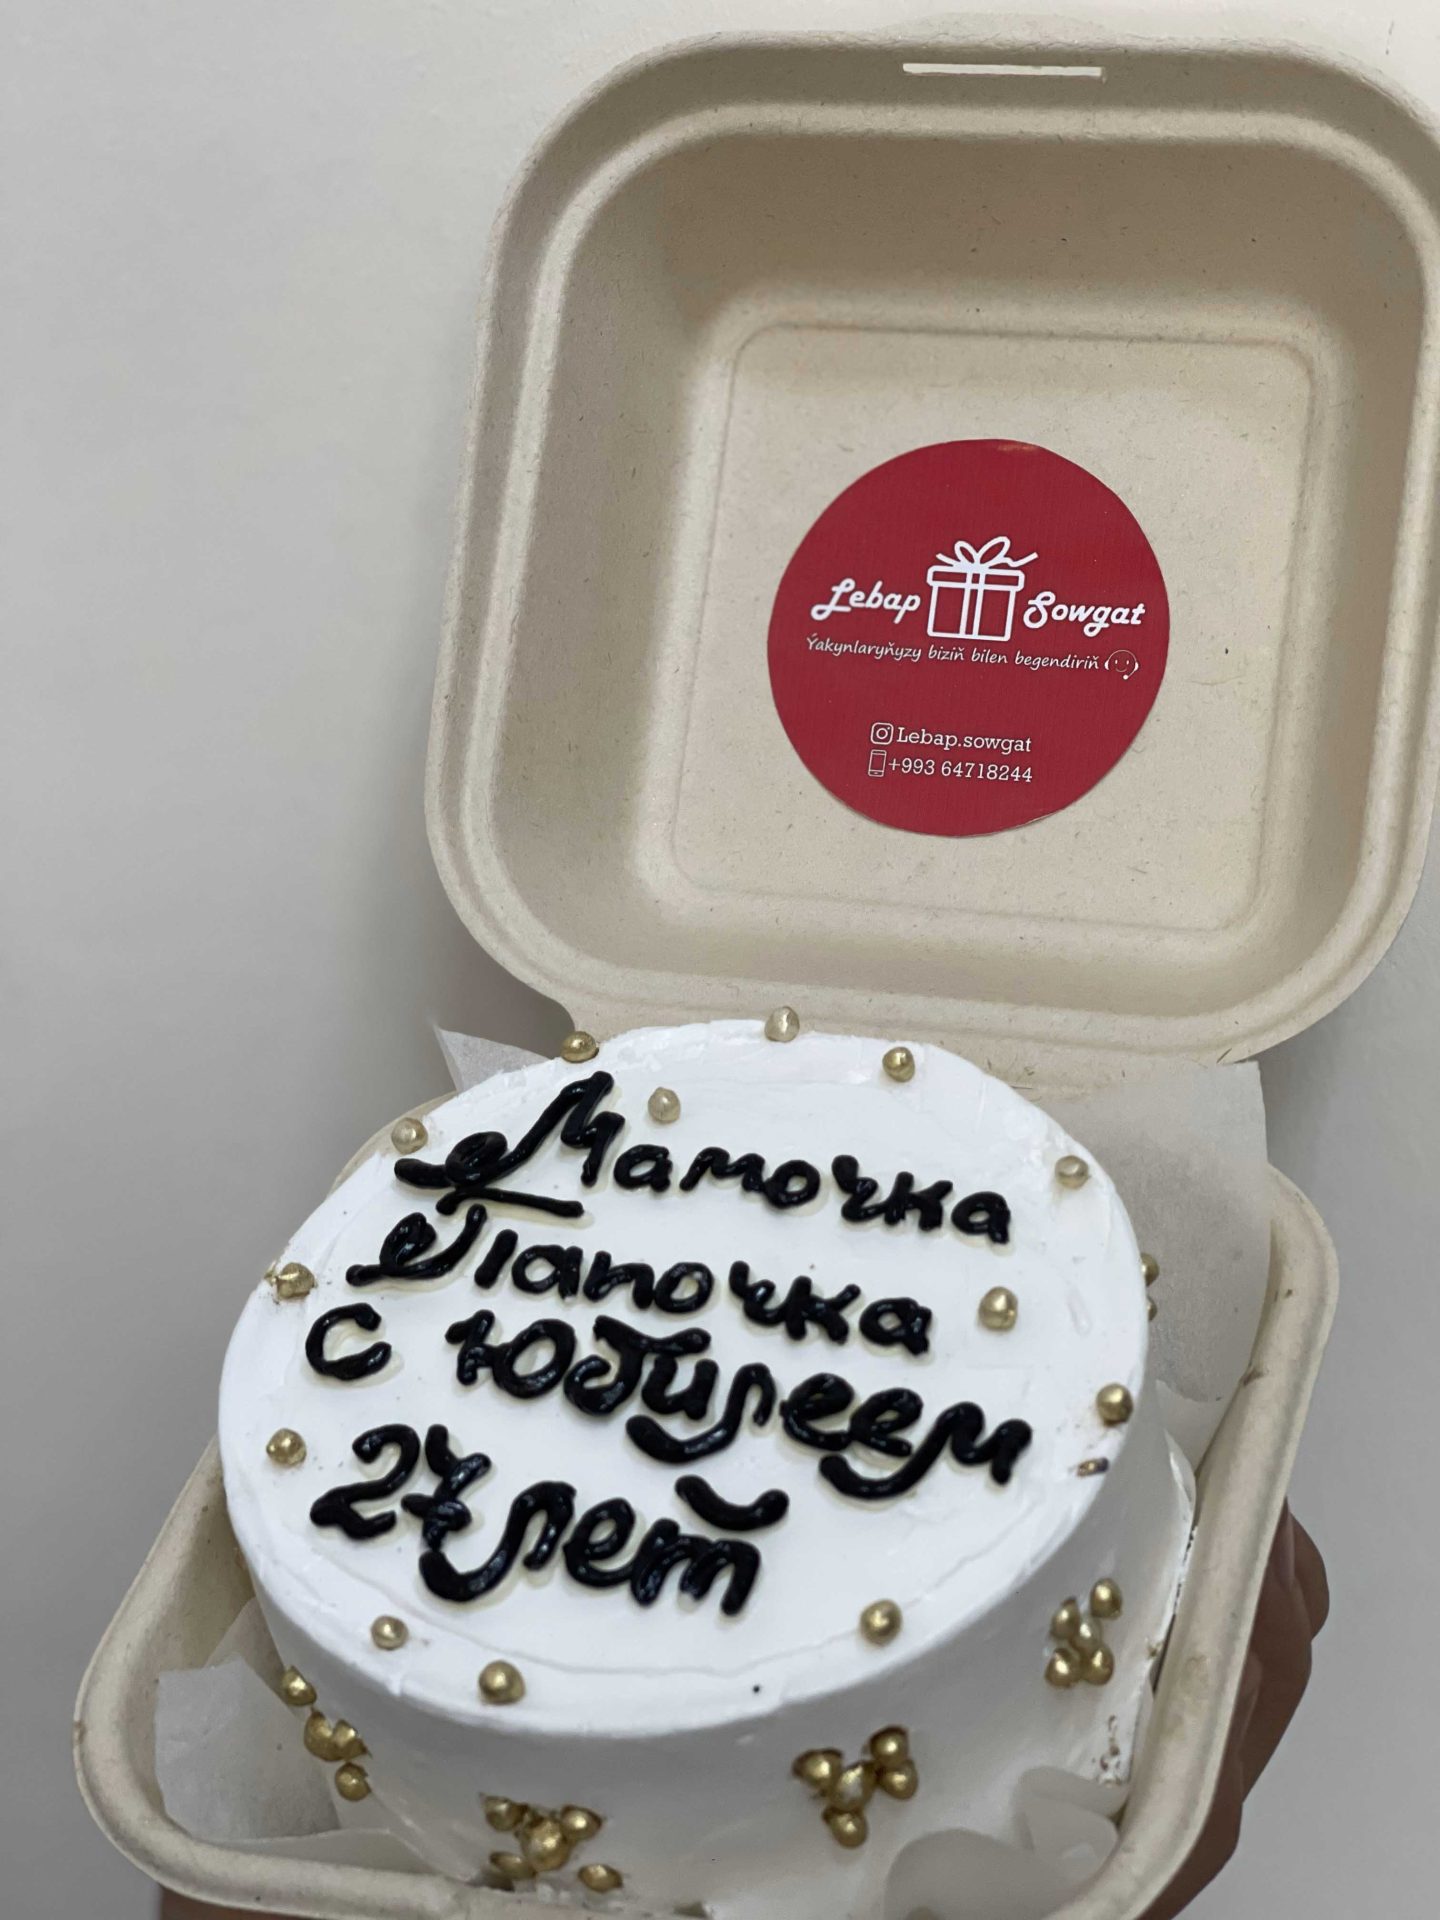 Lebap Sowgat
Ýakynlaryňyzy biziň bilen begendiriň
Lebap.sowgat
+993 64718244
Мамочка
Папочка
с юбилеем
27 лет